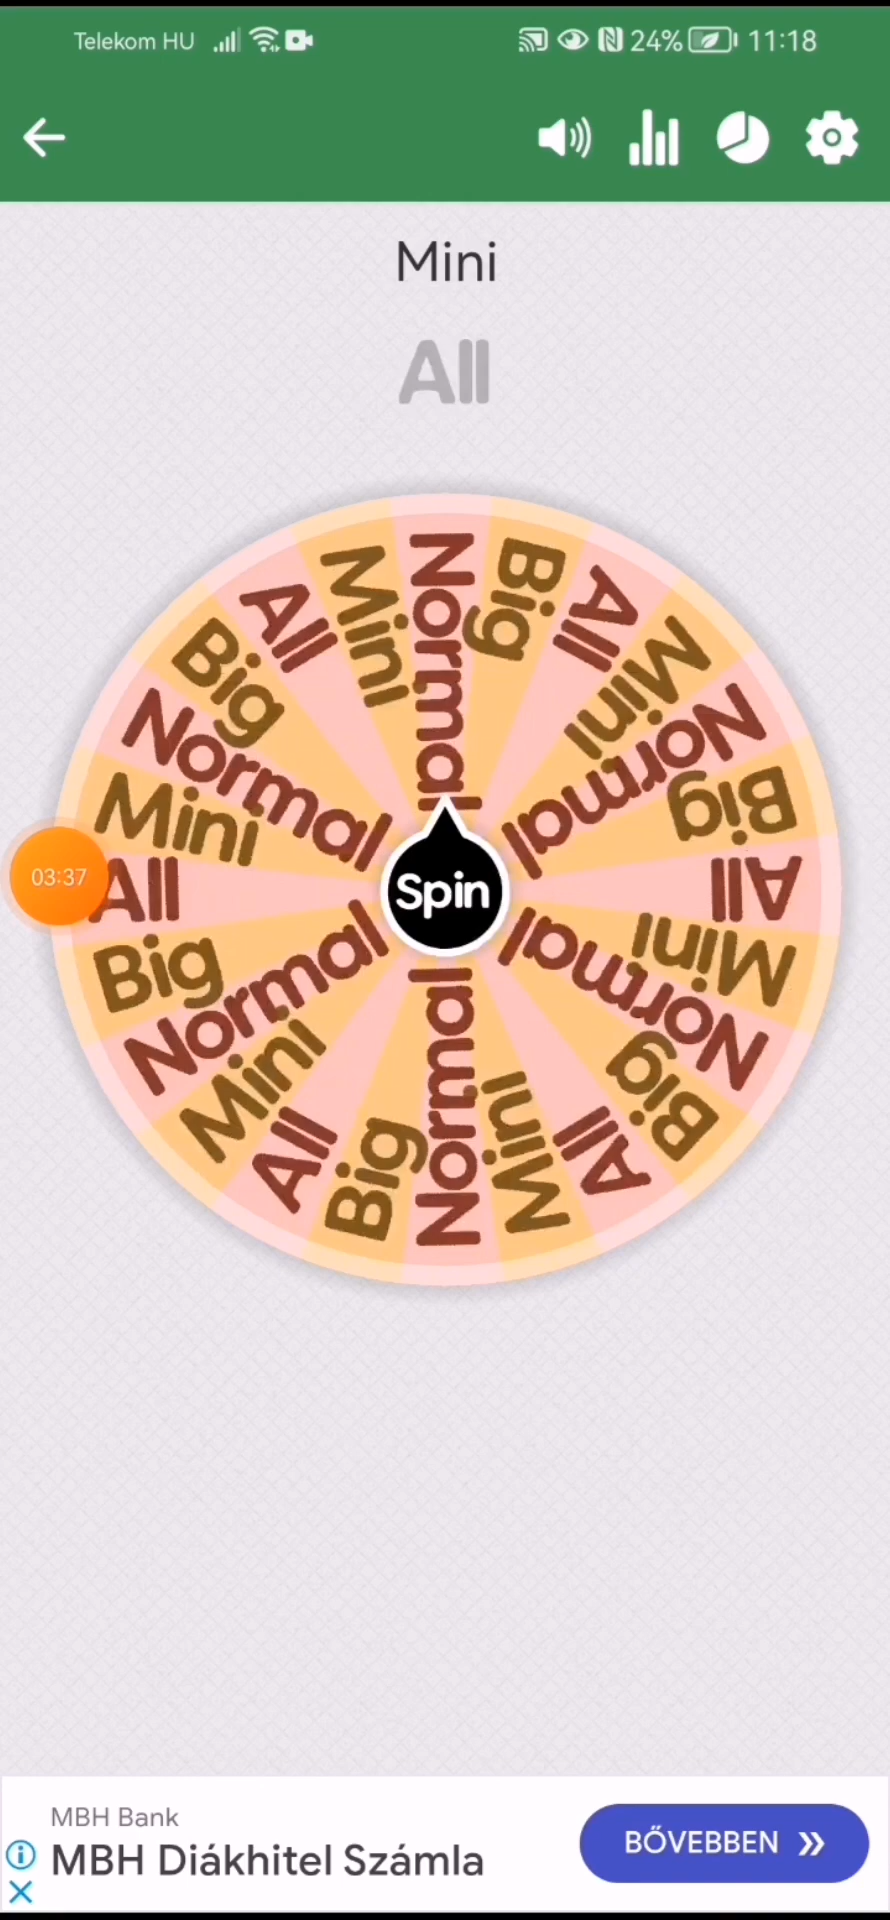 Telekom HU 24% 11:18
Mini
All
Normal
Big
All
Mini
Normal
Big
All
Mini
Normal
Big
All
Mini
Normal
Big
All
Mini
Normal
Big
All
Mini
Normal
Big
All
Mini
Spin
03:37
MBH Bank
MBH Diákhitel Számla
BŐVEBBEN